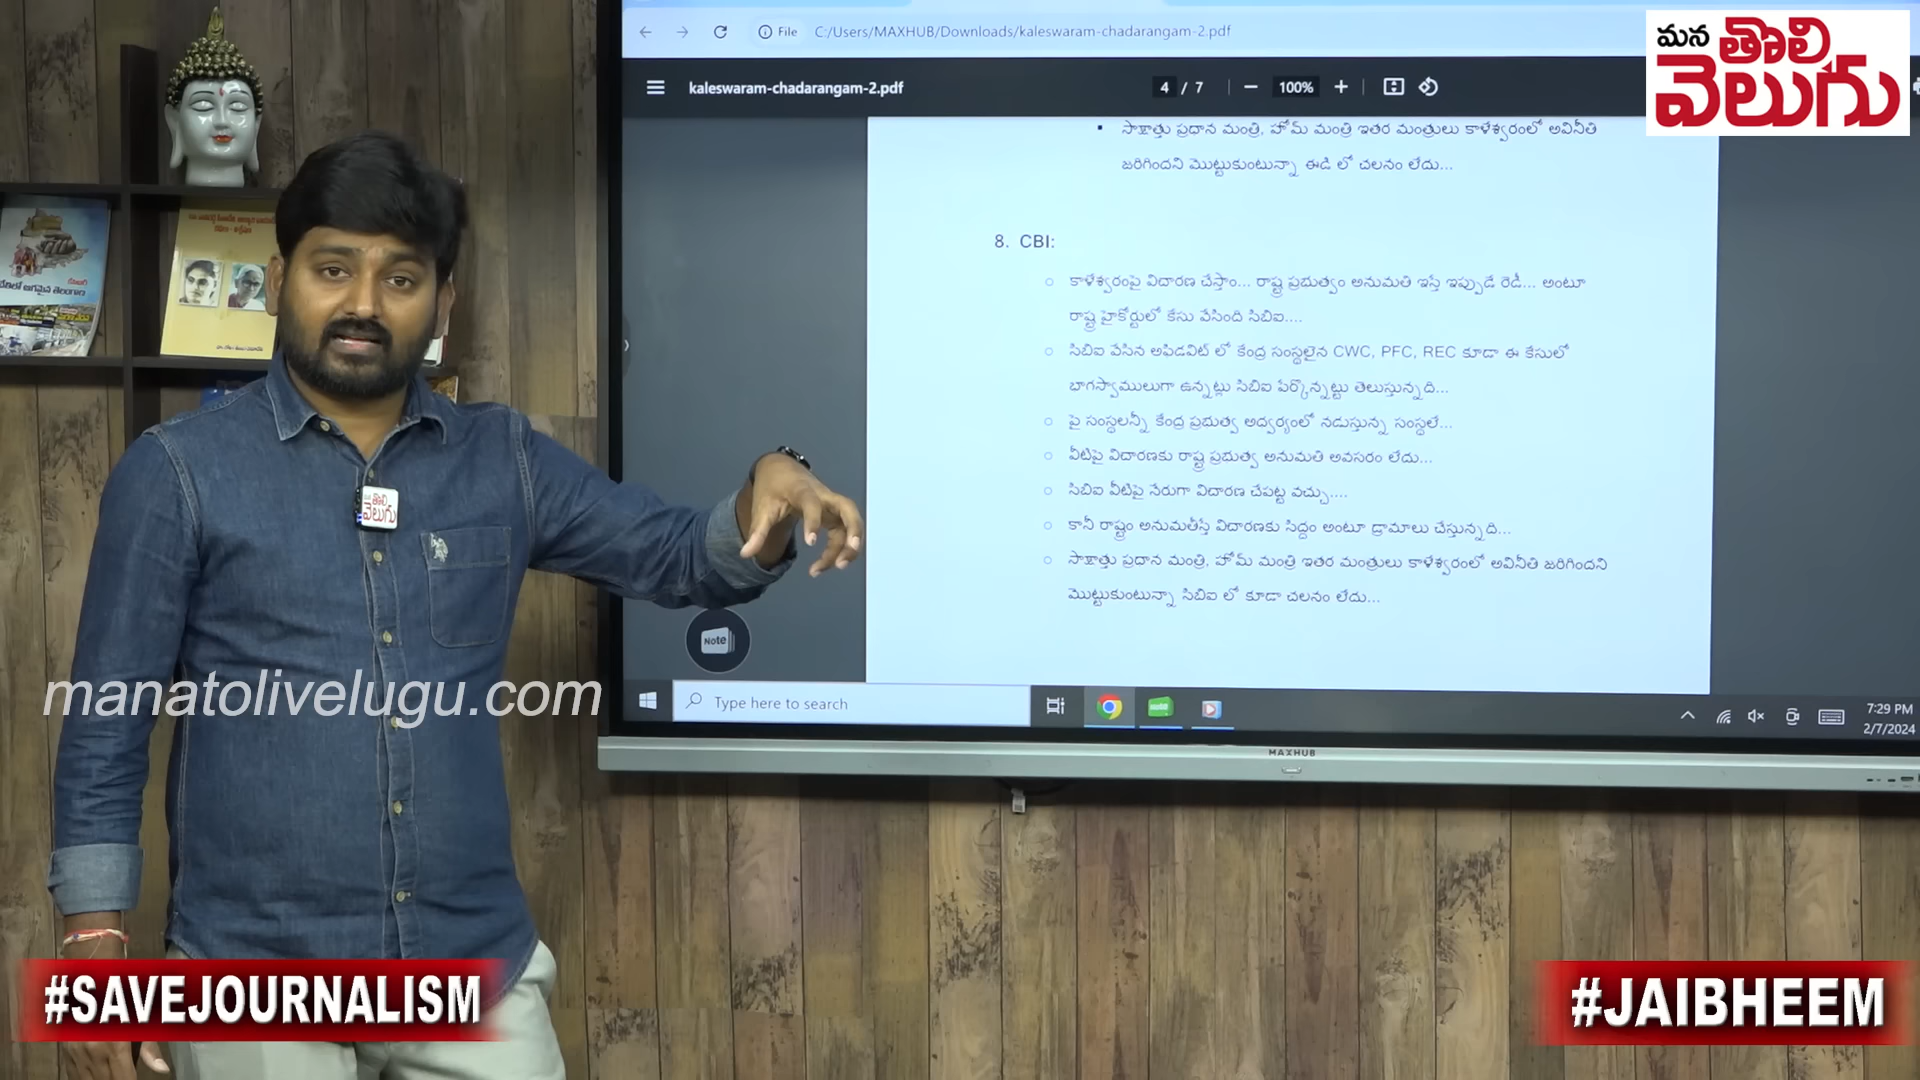 C:/Users/MAXHUB/Downloads/kaleswaram-chadarangam-2.pdf
File
మన
తొలి
వెలుగు
kaleswaram-chadarangam-2.pdf
4 / 7
100%
సాక్షాత్తు ప్రదాన మంత్రి, హోమ్ మంత్రి ఇతర మంత్రులు కాళేశ్వరంలో అవినీతి
జరిగిందని మొట్టుకుంటున్నా ఈడి లో చలనం లేదు...
8. CBI:
కాళేశ్వరంపై విచారణ చేస్తాం... రాష్ట్ర ప్రభుత్వం అనుమతి ఇస్తే ఇప్పుడే రెడీ... అంటూ
రాష్ట్ర హైకోర్టులో కేసు వేసింది సిబిఐ....
సిబిఐ వేసిన అఫిడవిట్ లో కేంద్ర సంస్థలైన CWC, PFC, REC కూడా ఈ కేసులో
బాగస్వాములుగా ఉన్నట్లు సిబిఐ పేర్కొన్నట్టు తెలుస్తున్నది...
పై సంస్థలన్నీ కేంద్ర ప్రభుత్వ అద్వర్యంలో నడుస్తున్న సంస్థలే...
వీటిపై విచారణకు రాష్ట్ర ప్రభుత్వ అనుమతి అవసరం లేదు...
సిబిఐ వీటిపై నేరుగా విచారణ చేపట్ట వచ్చు....
కానీ రాష్ట్రం అనుమతిస్తే విచారణకు సిద్దం అంటూ డ్రామాలు చేస్తున్నది...
సాక్షాత్తు ప్రదాన మంత్రి, హోమ్ మంత్రి ఇతర మంత్రులు కాళేశ్వరంలో అవినీతి జరిగిందని
మొట్టుకుంటున్నా సిబిఐ లో కూడా చలనం లేదు...
Note
Type here to search
7:29 PM
2/7/2024
MAXHUB
తొలి
వెలుగు
manatolivelugu.com
#SAVEJOURNALISM
#JAIBHEEM